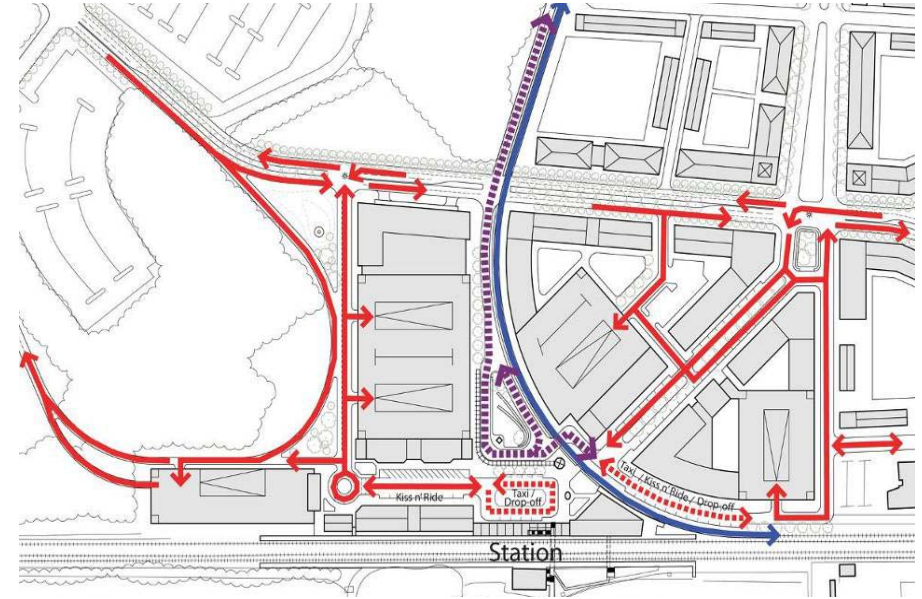 Kiss n' Ride
Taxi /
Drop-off
Taxi / Kiss n' Ride / Drop-off
Station